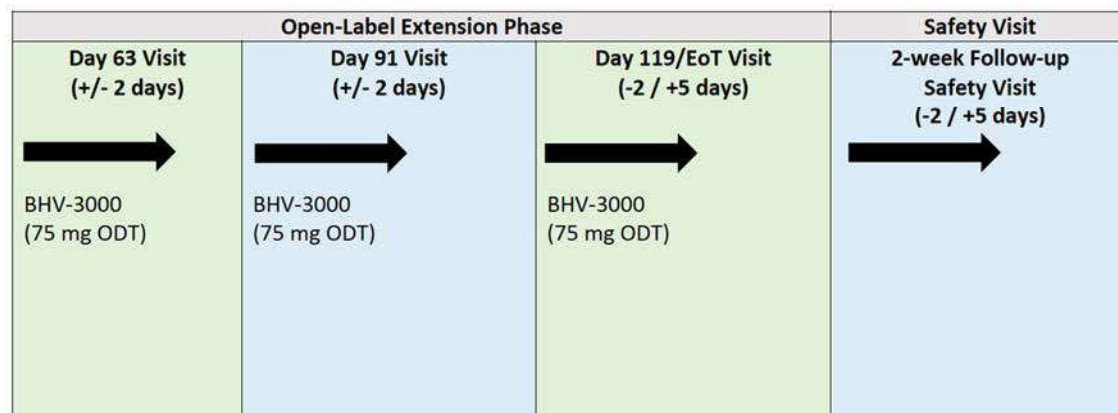 Open-Label Extension Phase
Safety Visit
Day 63 Visit
(+/- 2 days)
BHV-3000
(75 mg ODT)
Day 91 Visit
(+/- 2 days)
BHV-3000
(75 mg ODT)
Day 119/EoT Visit
(-2 / +5 days)
BHV-3000
(75 mg ODT)
2-week Follow-up
Safety Visit
(-2 / +5 days)